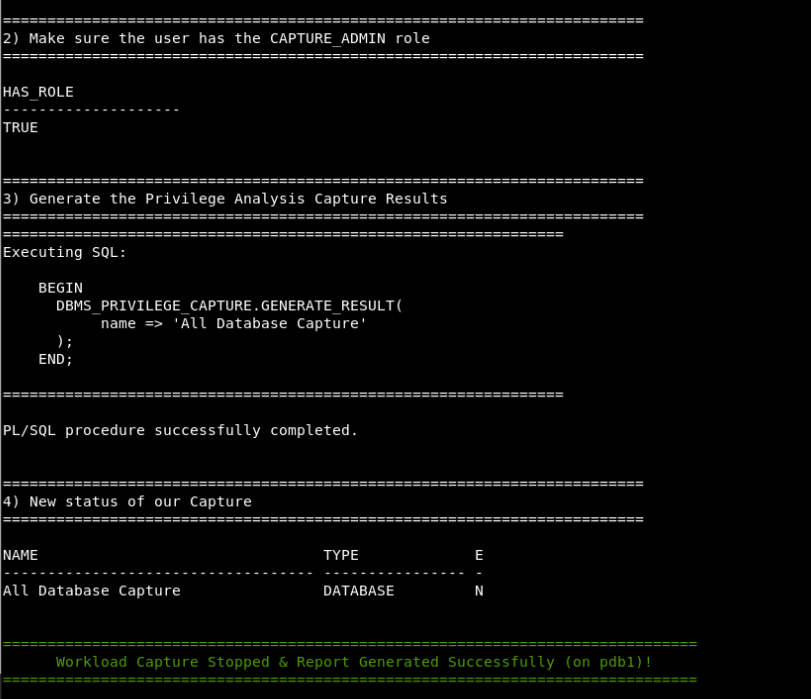 ========================================================================
2) Make sure the user has the CAPTURE_ADMIN role
========================================================================
HAS_ROLE
--------------------
TRUE
========================================================================
3) Generate the Privilege Analysis Capture Results
========================================================================
===============================================================
Executing SQL:
BEGIN
DBMS_PRIVILEGE_CAPTURE.GENERATE_RESULT(
name => 'All Database Capture'
);
END;
===============================================================
PL/SQL procedure successfully completed.
========================================================================
4) New status of our Capture
========================================================================
NAME TYPE E
----------------------------------- ---------------- -
All Database Capture DATABASE N
==============================================================================
Workload Capture Stopped & Report Generated Successfully (on pdb1)!
==============================================================================